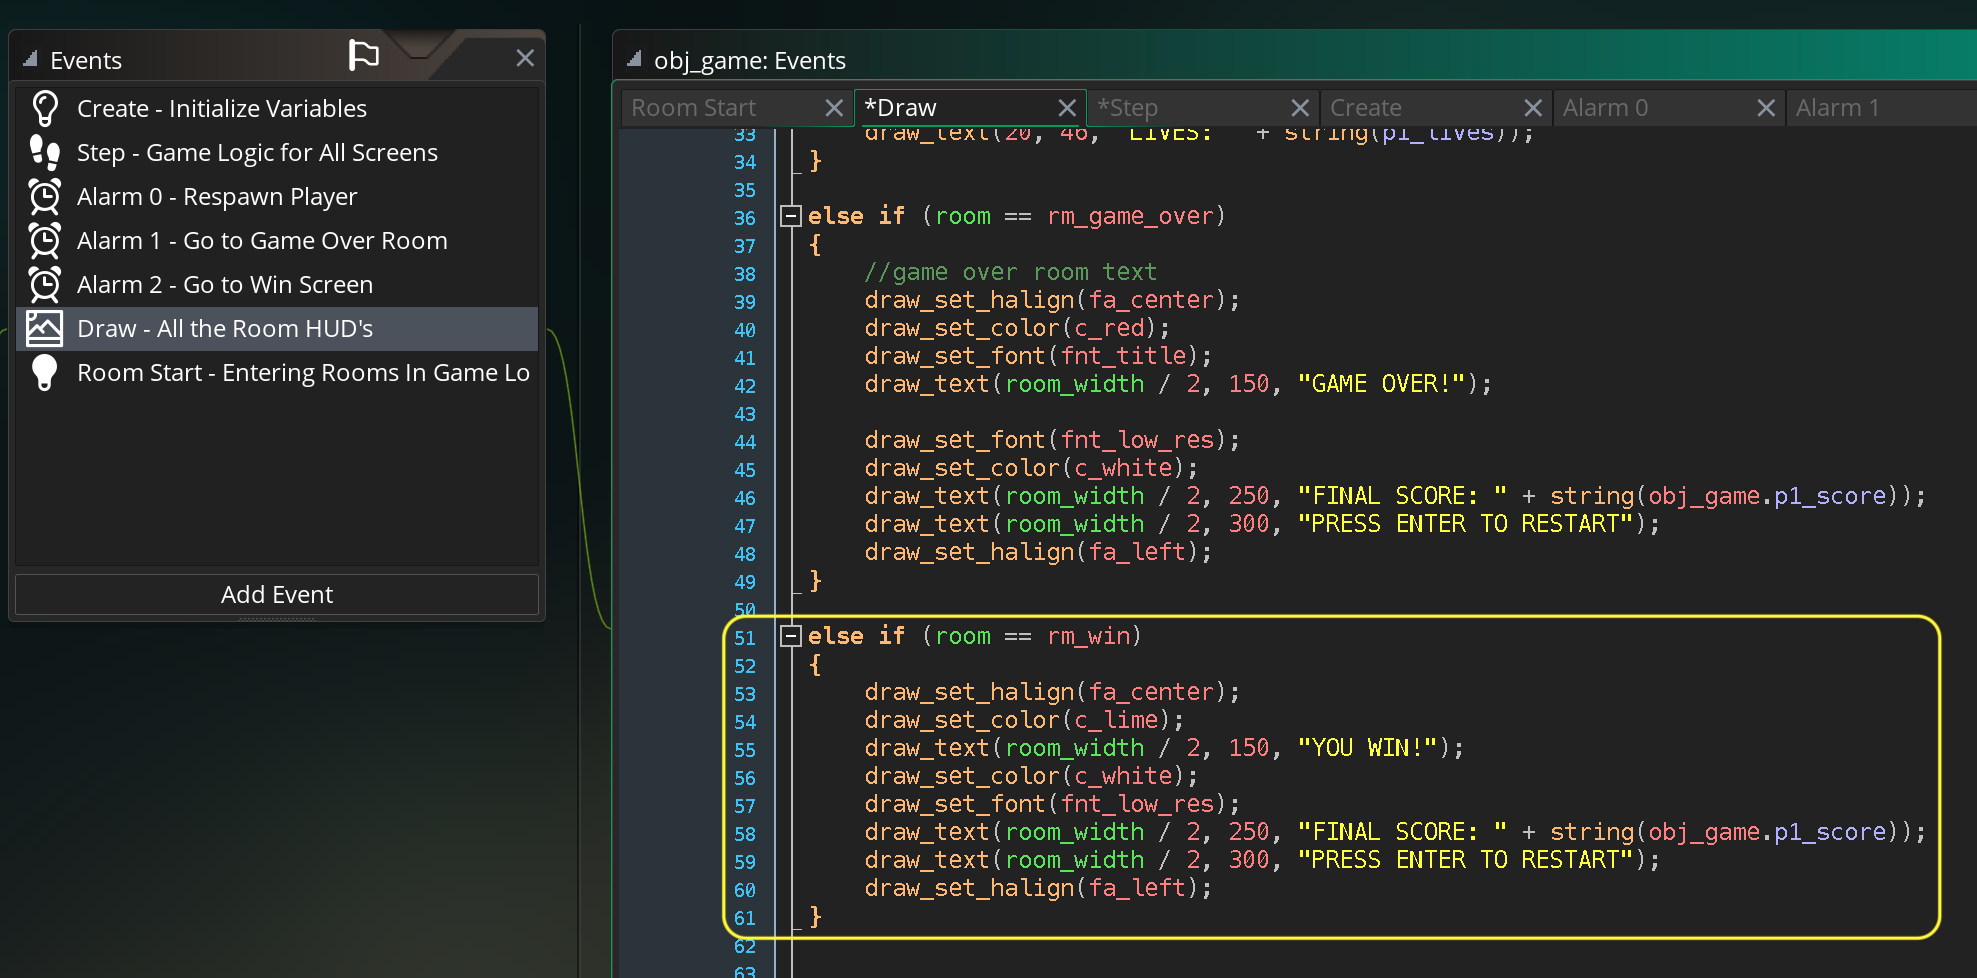 Events
Create - Initialize Variables
Step - Game Logic for All Screens
Alarm 0 - Respawn Player
Alarm 1 - Go to Game Over Room
Alarm 2 - Go to Win Screen
Draw - All the Room HUD's
Room Start - Entering Rooms In Game Lo
Add Event
obj_game: Events
Room Start *Draw *Step Create Alarm 0 Alarm 1
33 draw_text(20, 46, "LIVES: " + string(p1_lives));
34 }
35
36 else if (room == rm_game_over)
37 {
38 //game over room text
39 draw_set_halign(fa_center);
40 draw_set_color(c_red);
41 draw_set_font(fnt_title);
42 draw_text(room_width / 2, 150, "GAME OVER!");
43
44 draw_set_font(fnt_low_res);
45 draw_set_color(c_white);
46 draw_text(room_width / 2, 250, "FINAL SCORE: " + string(obj_game.p1_score));
47 draw_text(room_width / 2, 300, "PRESS ENTER TO RESTART");
48 draw_set_halign(fa_left);
49 }
50
51 else if (room == rm_win)
52 {
53 draw_set_halign(fa_center);
54 draw_set_color(c_lime);
55 draw_text(room_width / 2, 150, "YOU WIN!");
56 draw_set_color(c_white);
57 draw_set_font(fnt_low_res);
58 draw_text(room_width / 2, 250, "FINAL SCORE: " + string(obj_game.p1_score));
59 draw_text(room_width / 2, 300, "PRESS ENTER TO RESTART");
60 draw_set_halign(fa_left);
61 }
62
63